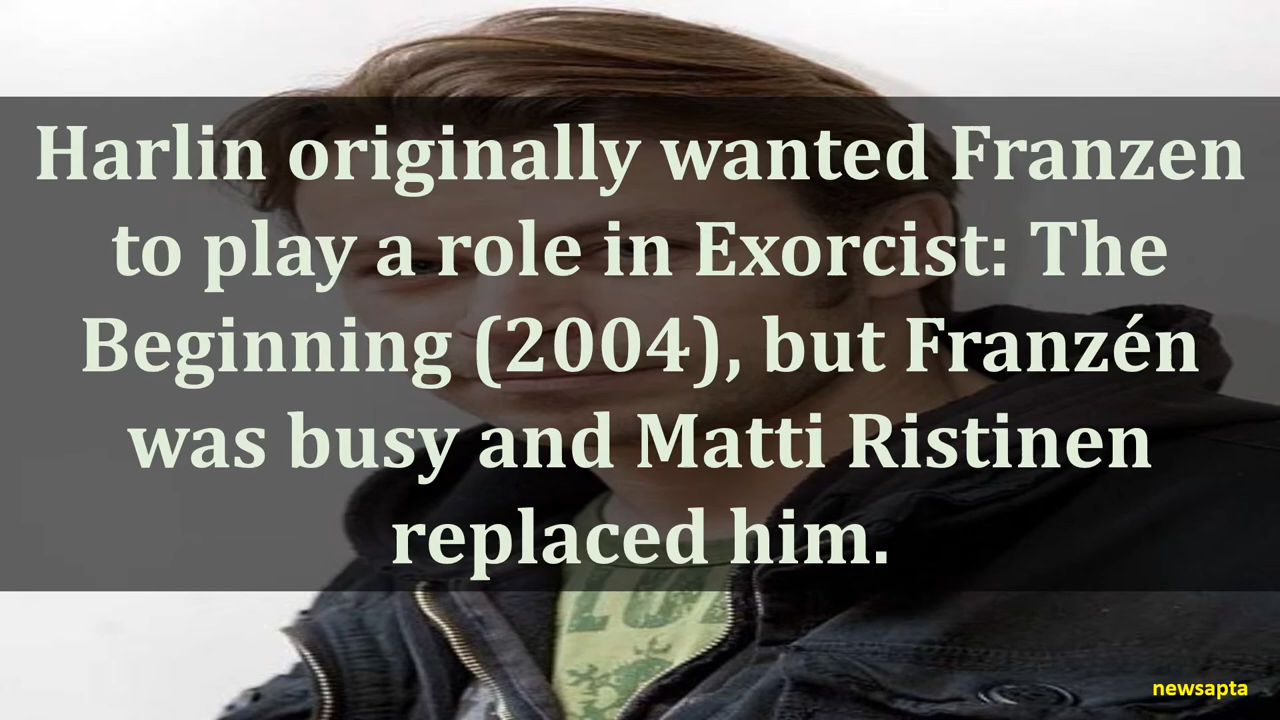 Harlin originally wanted Franzen
to play a role in Exorcist: The
Beginning (2004), but Franzén
was busy and Matti Ristinen
replaced him.
newsapta